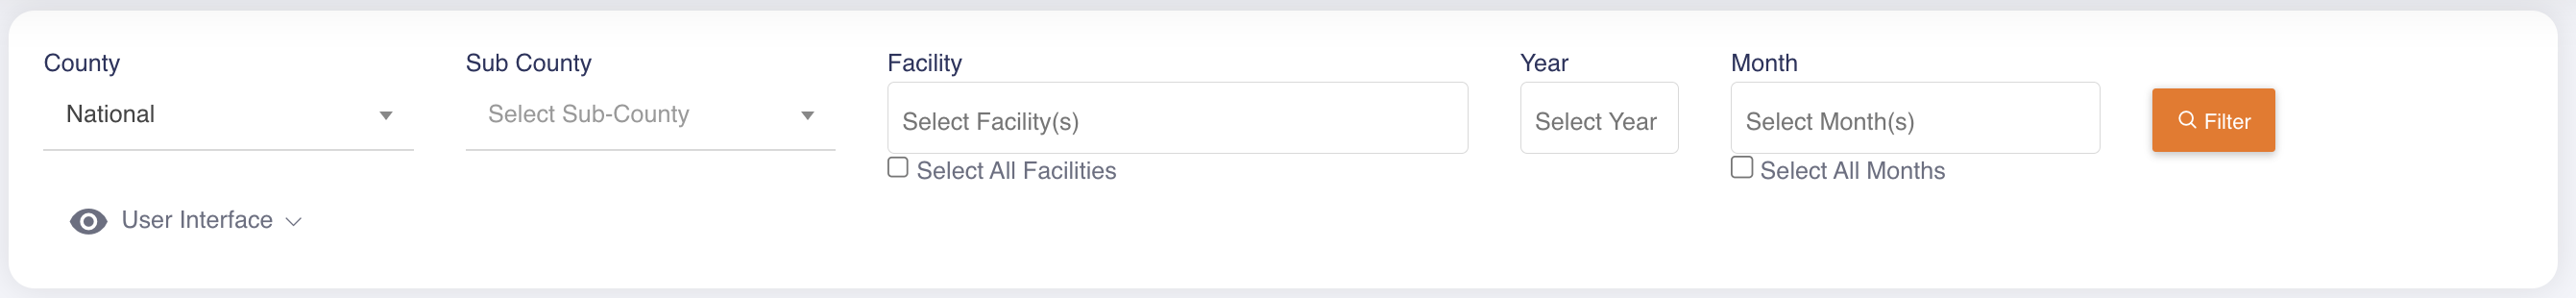 County
Sub County
Facility
Year
Month
National
Select Sub-County
Select Facility(s)
Select Year
Select Month(s)
Filter
Select All Facilities
Select All Months
User Interface